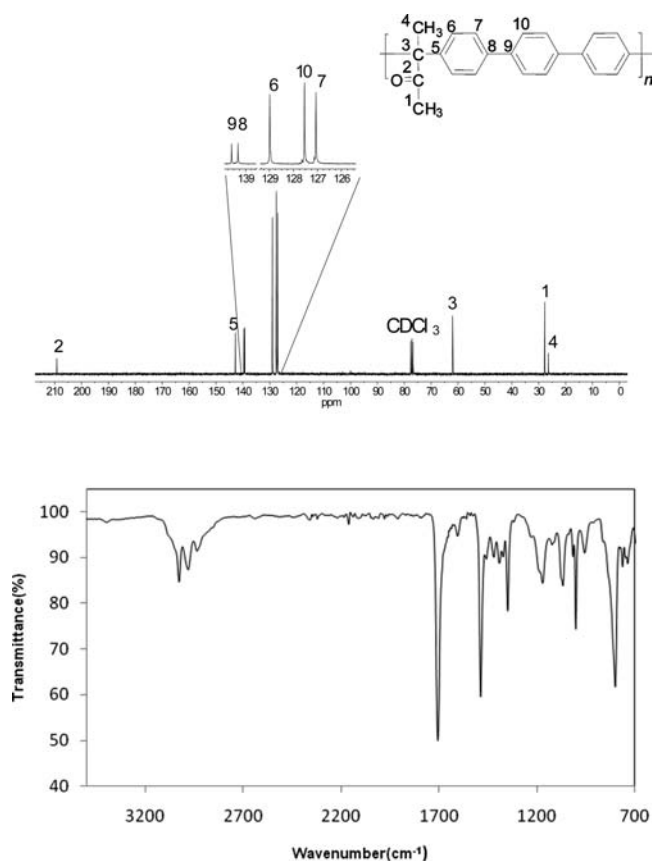 4 CH3 6 7 10
3 C 5 8 9 n
2
O=C
1 CH3
6 10 7
9 8
139 129 128 127 126
2 5 CDCl3 3 1 4
210 200 190 180 170 160 150 140 130 120 110 100 90 80 70 60 50 40 30 20 10 0
ppm
100
90
80
70
60
50
40
Transmittance(%)
3200 2700 2200 1700 1200 700
Wavenumber(cm-1)